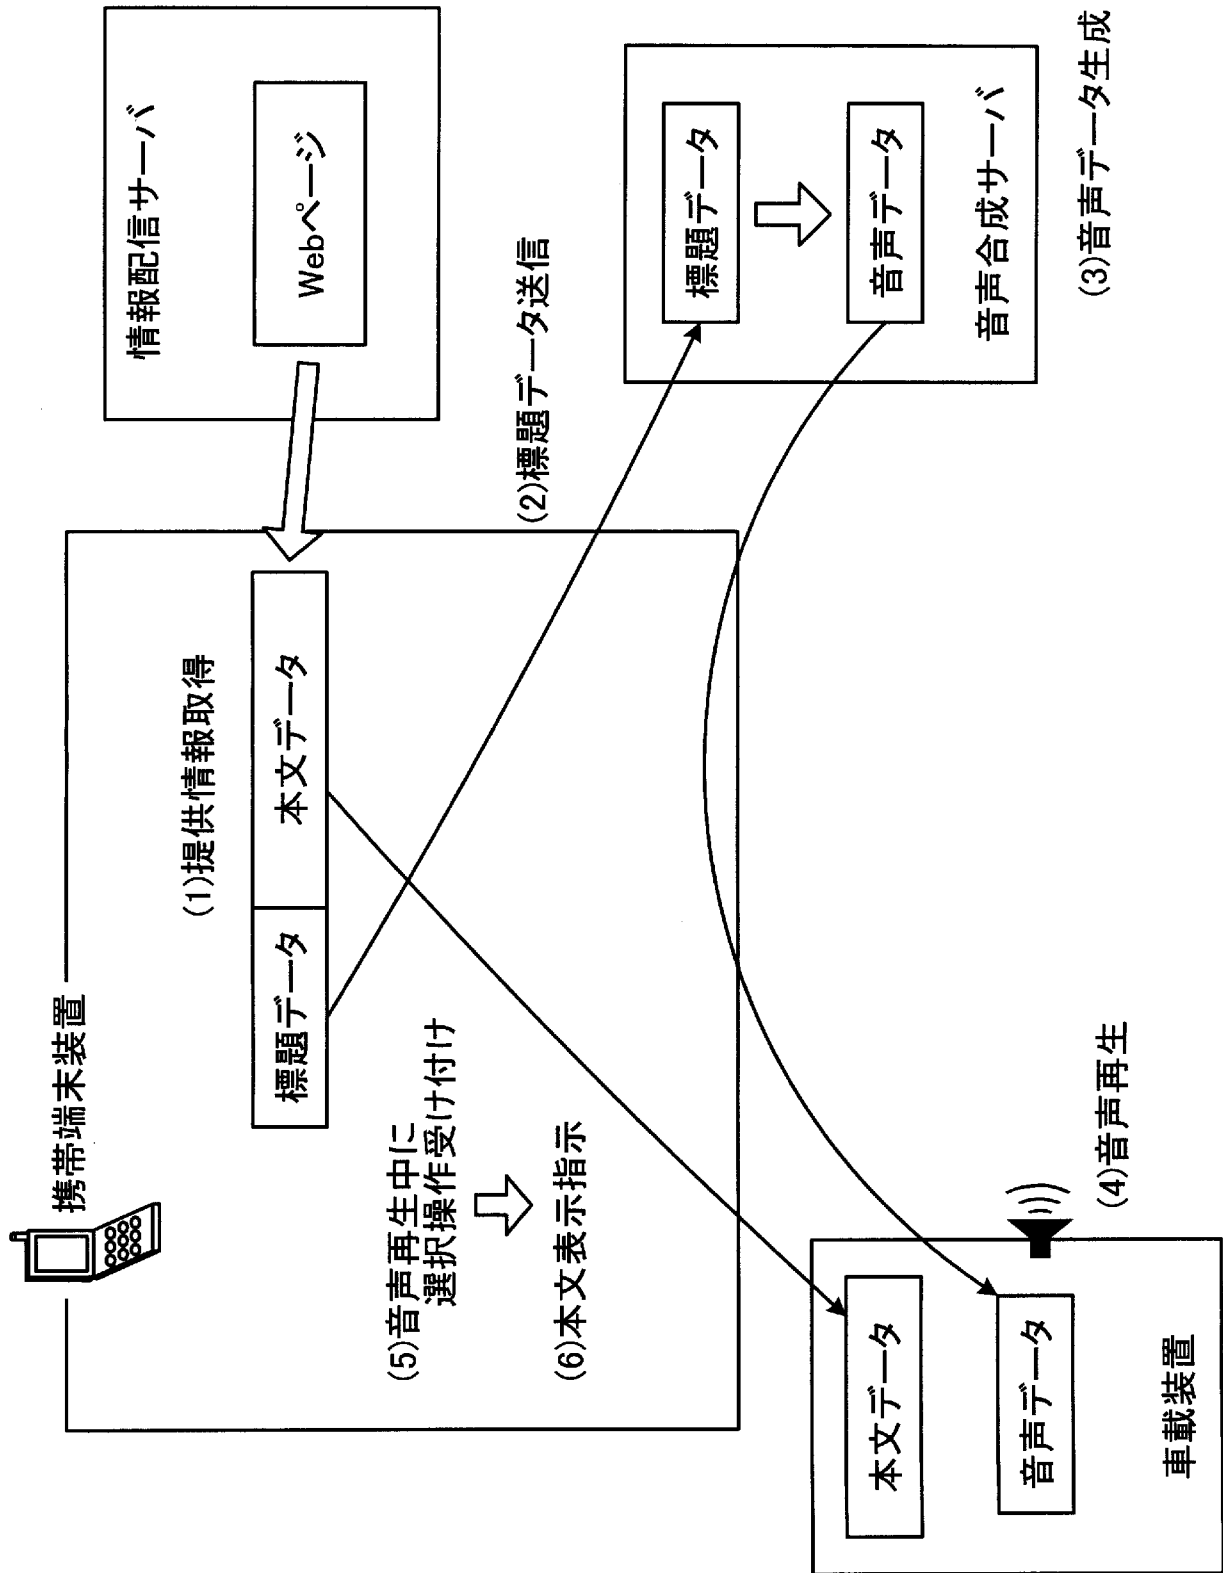 携帯端末装置
(1)提供情報取得
標題データ
本文データ
(5)音声再生中に
選択操作受け付け
(6)本文表示指示
情報配信サーバ
Webページ
(2)標題データ送信
標題データ
音声データ
音声合成サーバ
(3)音声データ生成
本文データ
音声データ
車載装置
(4)音声再生